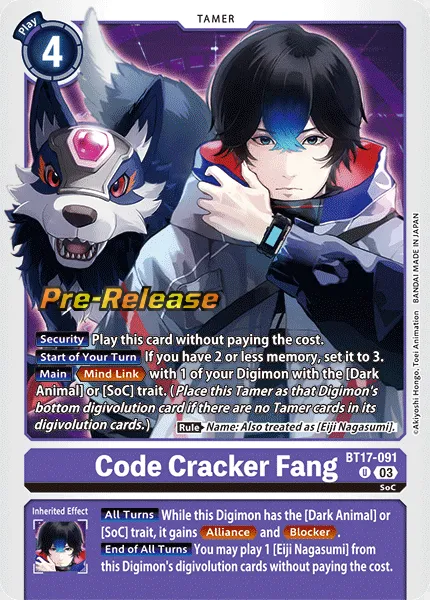 TAMER
Play
4
Pre-Release
Security Play this card without paying the cost.
Start of Your Turn If you have 2 or less memory, set it to 3.
Main Mind Link with 1 of your Digimon with the [Dark
Animal] or [SoC] trait. (Place this Tamer as that Digimon's
bottom digivolution card if there are no Tamer cards in its
digivolution cards.)
Rule Name: Also treated as [Eiji Nagasumi].
©Akiyoshi Hongo, Toei Animation BANDAI MADE IN JAPAN
Code Cracker Fang
BT17-091
U 03
SoC
Inherited Effect
All Turns While this Digimon has the [Dark Animal] or
[SoC] trait, it gains Alliance and Blocker.
End of All Turns You may play 1 [Eiji Nagasumi] from
this Digimon's digivolution cards without paying the cost.